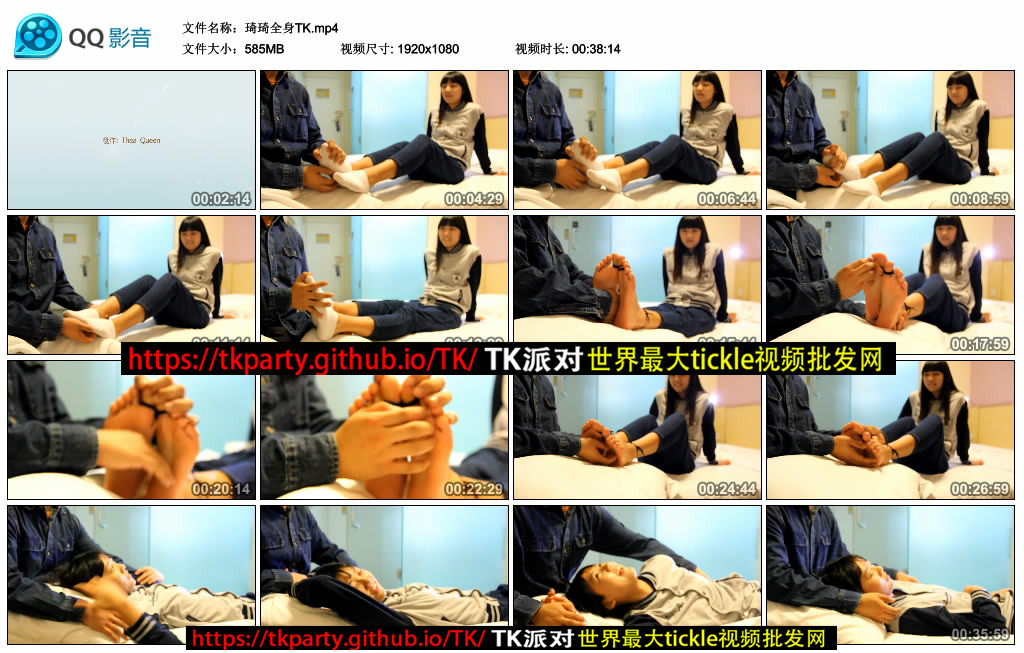 QQ影音
文件名称: 琦琦全身TK.mp4
文件大小: 585MB 视频尺寸: 1920x1080 视频时长: 00:38:14
创作: Thea Queen
00:02:14 00:04:29 00:06:44 00:08:59
00:17:59
https://tkparty.github.io/TK/ TK派对 世界最大tickle视频批发网
00:20:14 00:22:29 00:24:44 00:26:59
00:35:59
https://tkparty.github.io/TK/ TK派对 世界最大tickle视频批发网